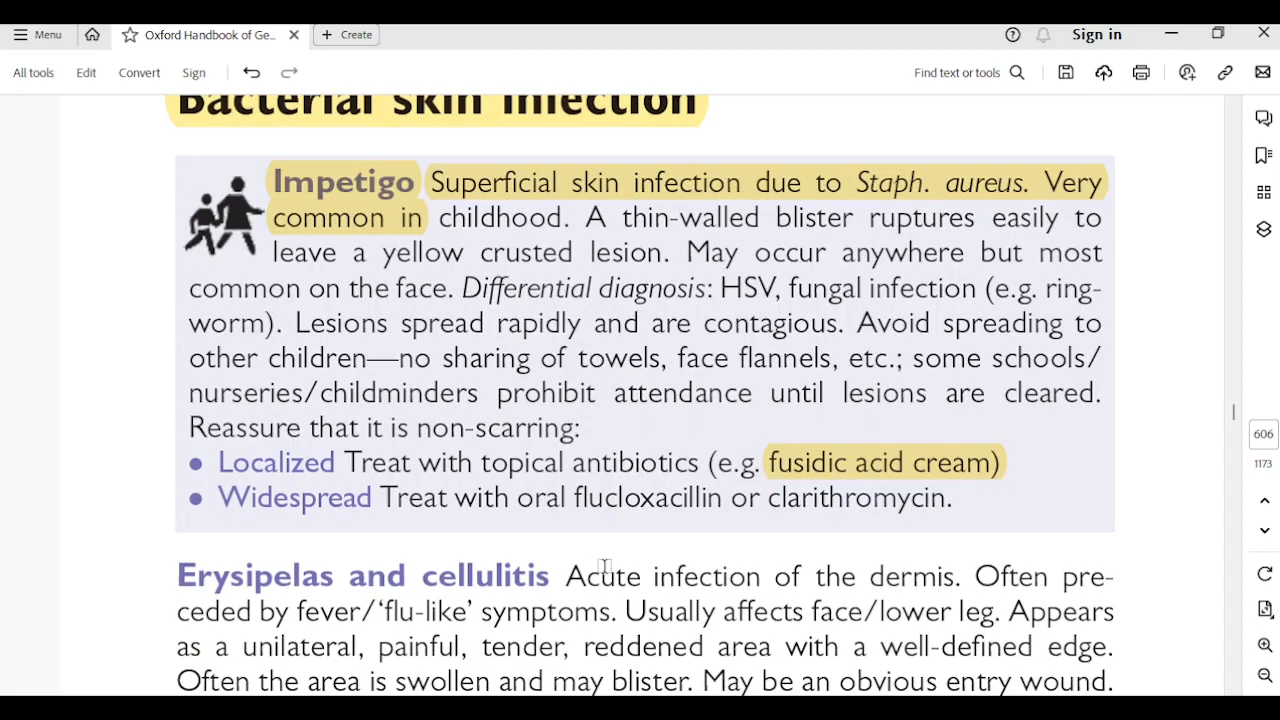 Menu
Oxford Handbook of Ge...
Create
Sign in
All tools
Edit
Convert
Sign
Find text or tools
Bacterial skin infection
Impetigo Superficial skin infection due to Staph. aureus. Very
common in childhood. A thin-walled blister ruptures easily to
leave a yellow crusted lesion. May occur anywhere but most
common on the face. Differential diagnosis: HSV, fungal infection (e.g. ring-
worm). Lesions spread rapidly and are contagious. Avoid spreading to
other children—no sharing of towels, face flannels, etc.; some schools/
nurseries/childminders prohibit attendance until lesions are cleared.
Reassure that it is non-scarring:
• Localized Treat with topical antibiotics (e.g. fusidic acid cream)
• Widespread Treat with oral flucloxacillin or clarithromycin.
Erysipelas and cellulitis Acute infection of the dermis. Often pre-
ceded by fever/‘flu-like’ symptoms. Usually affects face/lower leg. Appears
as a unilateral, painful, tender, reddened area with a well-defined edge.
Often the area is swollen and may blister. May be an obvious entry wound.
606
1173